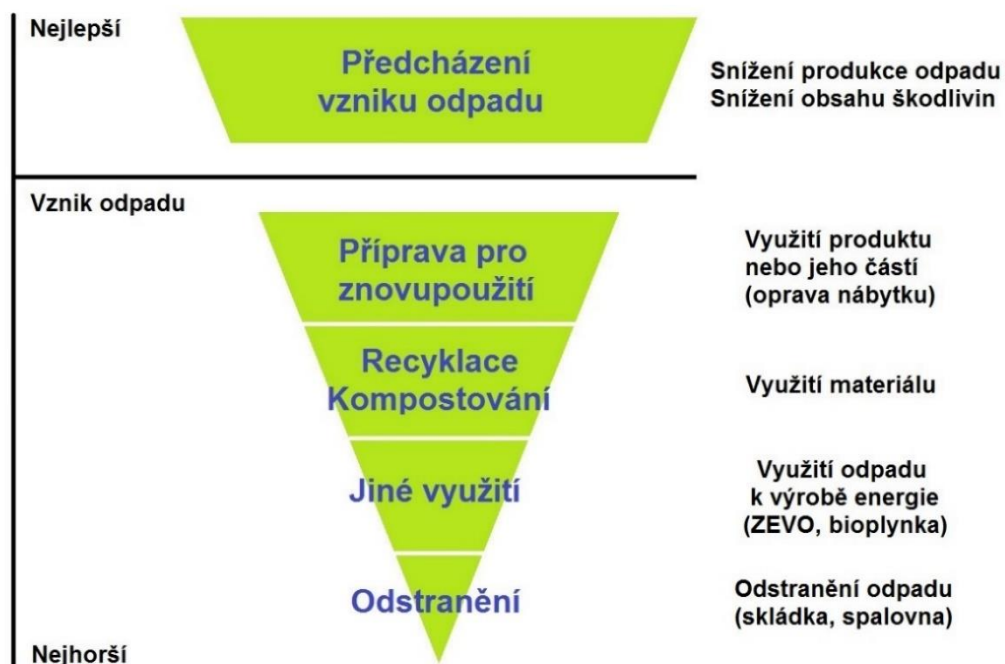 Nejlepší
Předcházení
vzniku odpadu
Snížení produkce odpadu
Snížení obsahu škodlivin
Vznik odpadu
Příprava pro
znovupoužití
Využití produktu
nebo jeho částí
(oprava nábytku)
Recyklace
Kompostování
Využití materiálu
Jiné využití
Využití odpadu
k výrobě energie
(ZEVO, bioplynka)
Odstranění
Odstranění odpadu
(skládka, spalovna)
Nejhorší